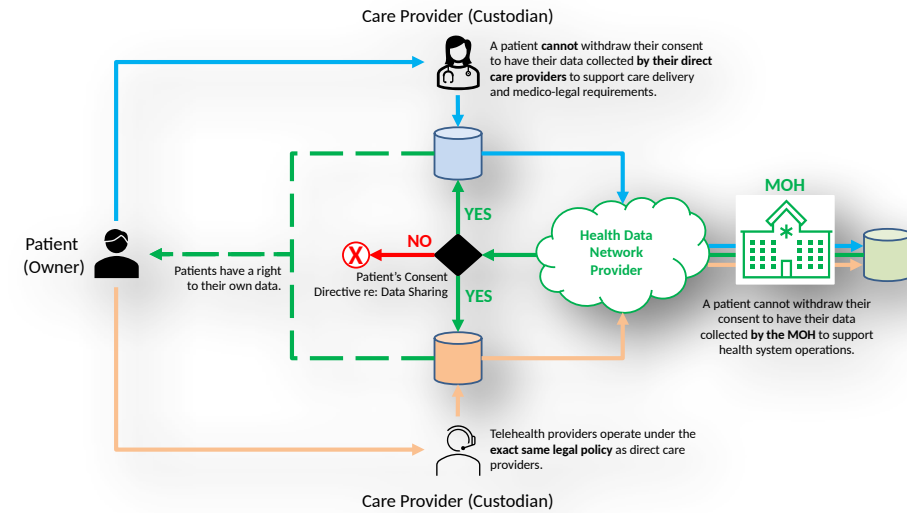 Care Provider (Custodian)
A patient cannot withdraw their consent
to have their data collected by their direct
care providers to support care delivery
and medico-legal requirements.
MOH
YES
Health Data
Network
Provider
NO
X
Patient
(Owner)
Patients have a right
to their own data.
Patient's Consent
Directive re: Data Sharing
YES
A patient cannot withdraw their
consent to have their data
collected by the MOH to support
health system operations.
Telehealth providers operate under the
exact same legal policy as direct care
providers.
Care Provider (Custodian)